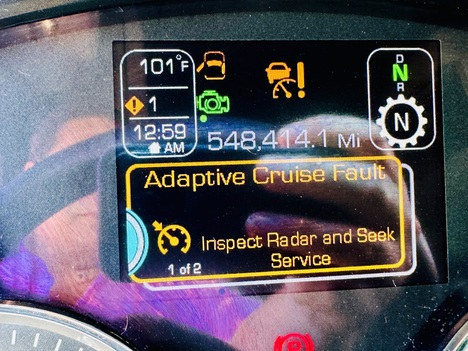 101°F
D
N
R
1
12:59
AM
548,414.1 Mi
N
Adaptive Cruise Fault
Inspect Radar and Seek
Service
1 of 2